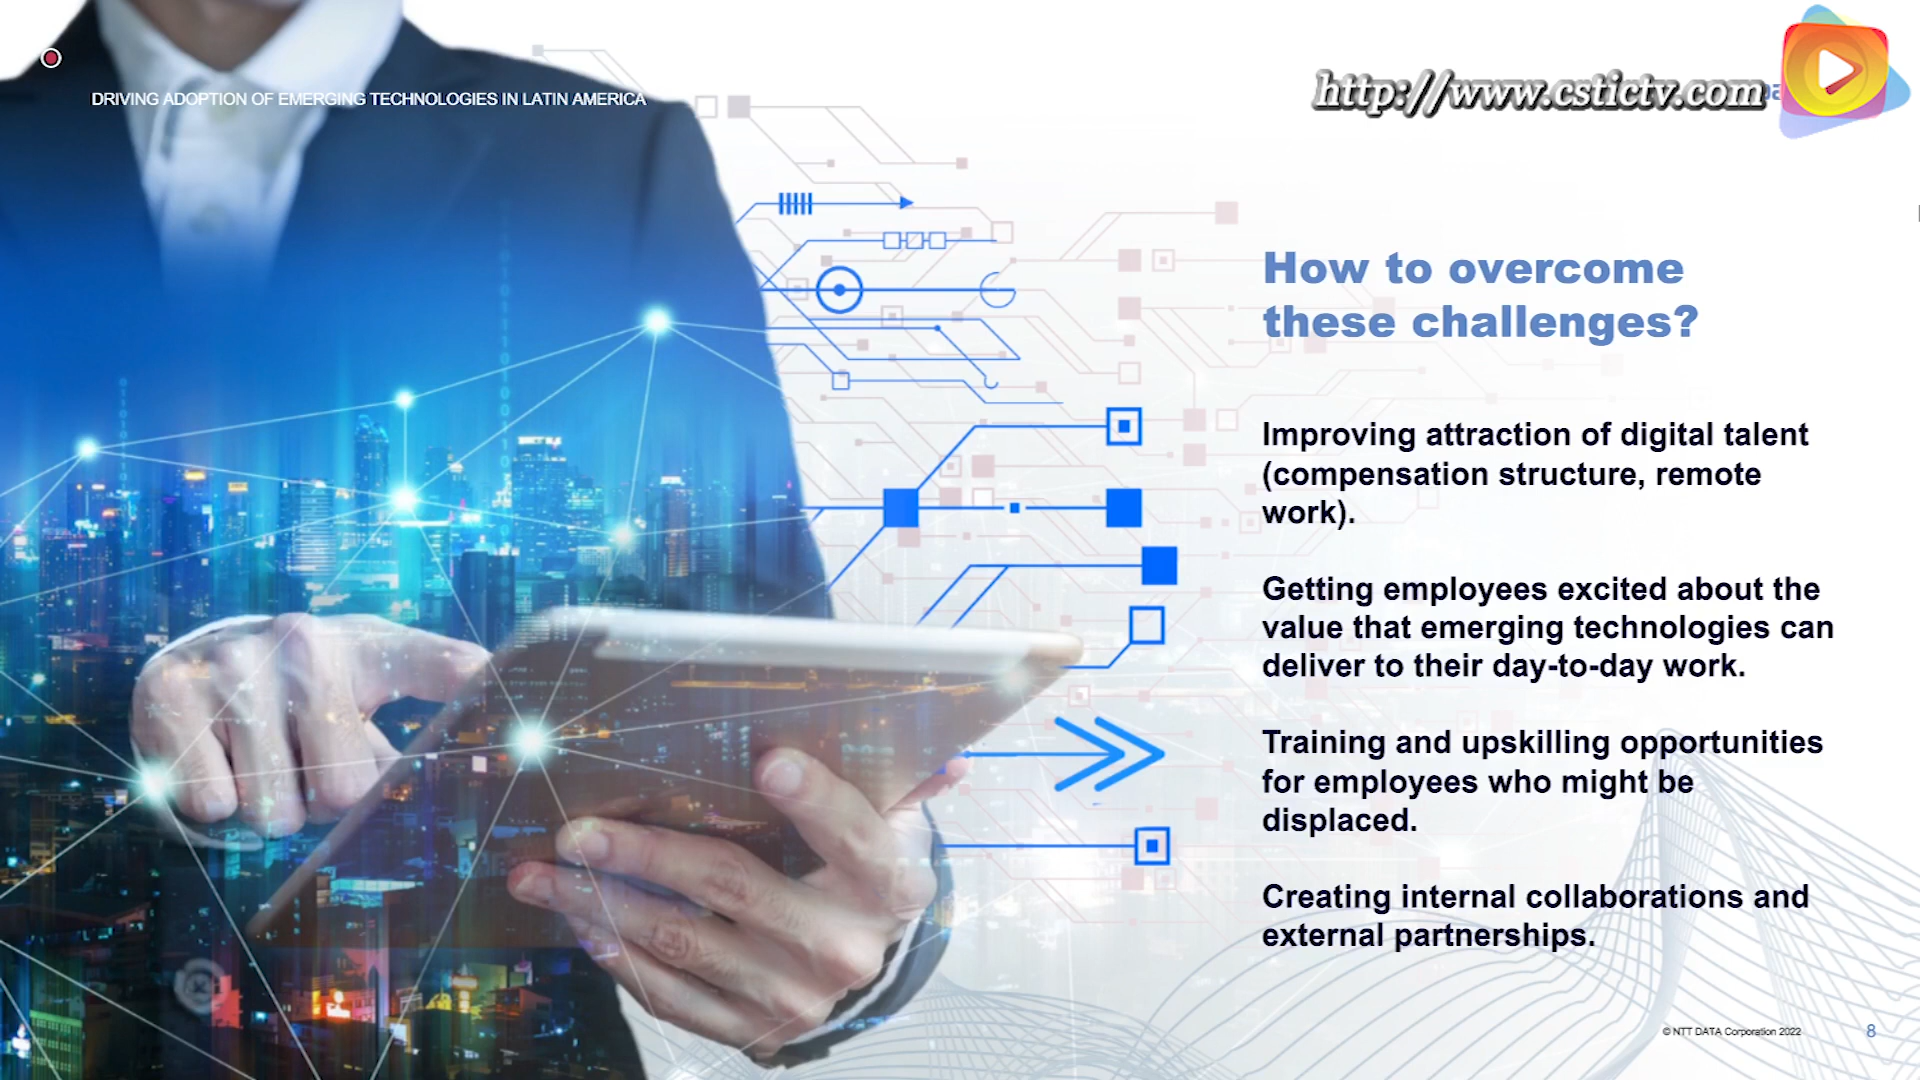 DRIVING ADOPTION OF EMERGING TECHNOLOGIES IN LATIN AMERICA
http://www.cstictv.com
How to overcome
these challenges?
Improving attraction of digital talent
(compensation structure, remote
work).
Getting employees excited about the
value that emerging technologies can
deliver to their day-to-day work.
Training and upskilling opportunities
for employees who might be
displaced.
Creating internal collaborations and
external partnerships.
© NTT DATA Corporation 2022
8